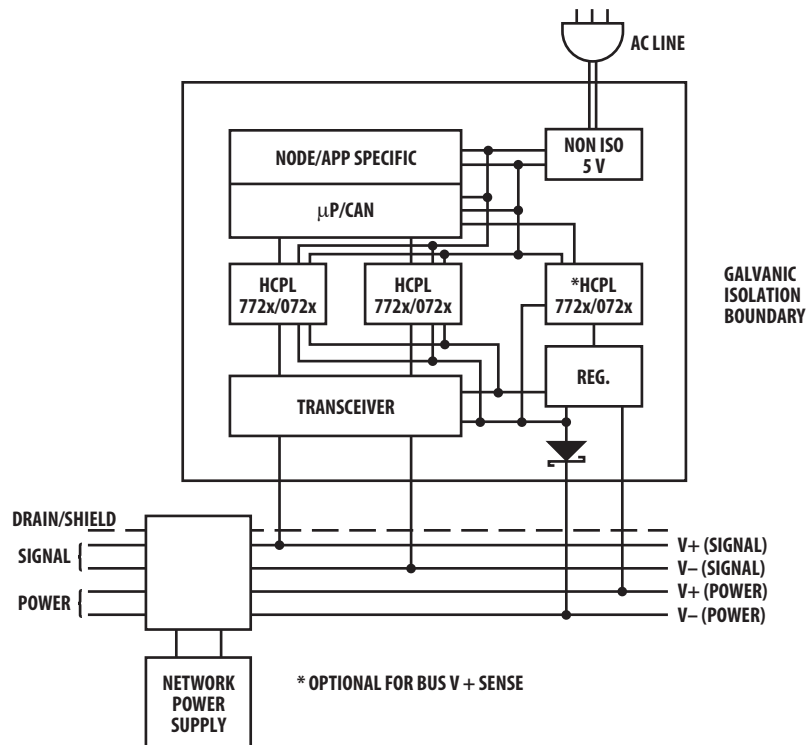 AC LINE
NODE/APP SPECIFIC
NON ISO
5 V
µP/CAN
HCPL
772x/072x
HCPL
772x/072x
*HCPL
772x/072x
GALVANIC
ISOLATION
BOUNDARY
REG.
TRANSCEIVER
DRAIN/SHIELD
SIGNAL
V+ (SIGNAL)
V– (SIGNAL)
POWER
V+ (POWER)
V– (POWER)
NETWORK
POWER
SUPPLY
* OPTIONAL FOR BUS V + SENSE